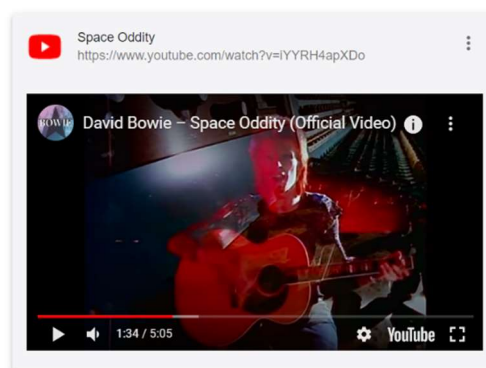 Space Oddity
https://www.youtube.com/watch?v=iYYRH4apXDo
BOWIE
David Bowie – Space Oddity (Official Video)
1:34 / 5:05
YouTube